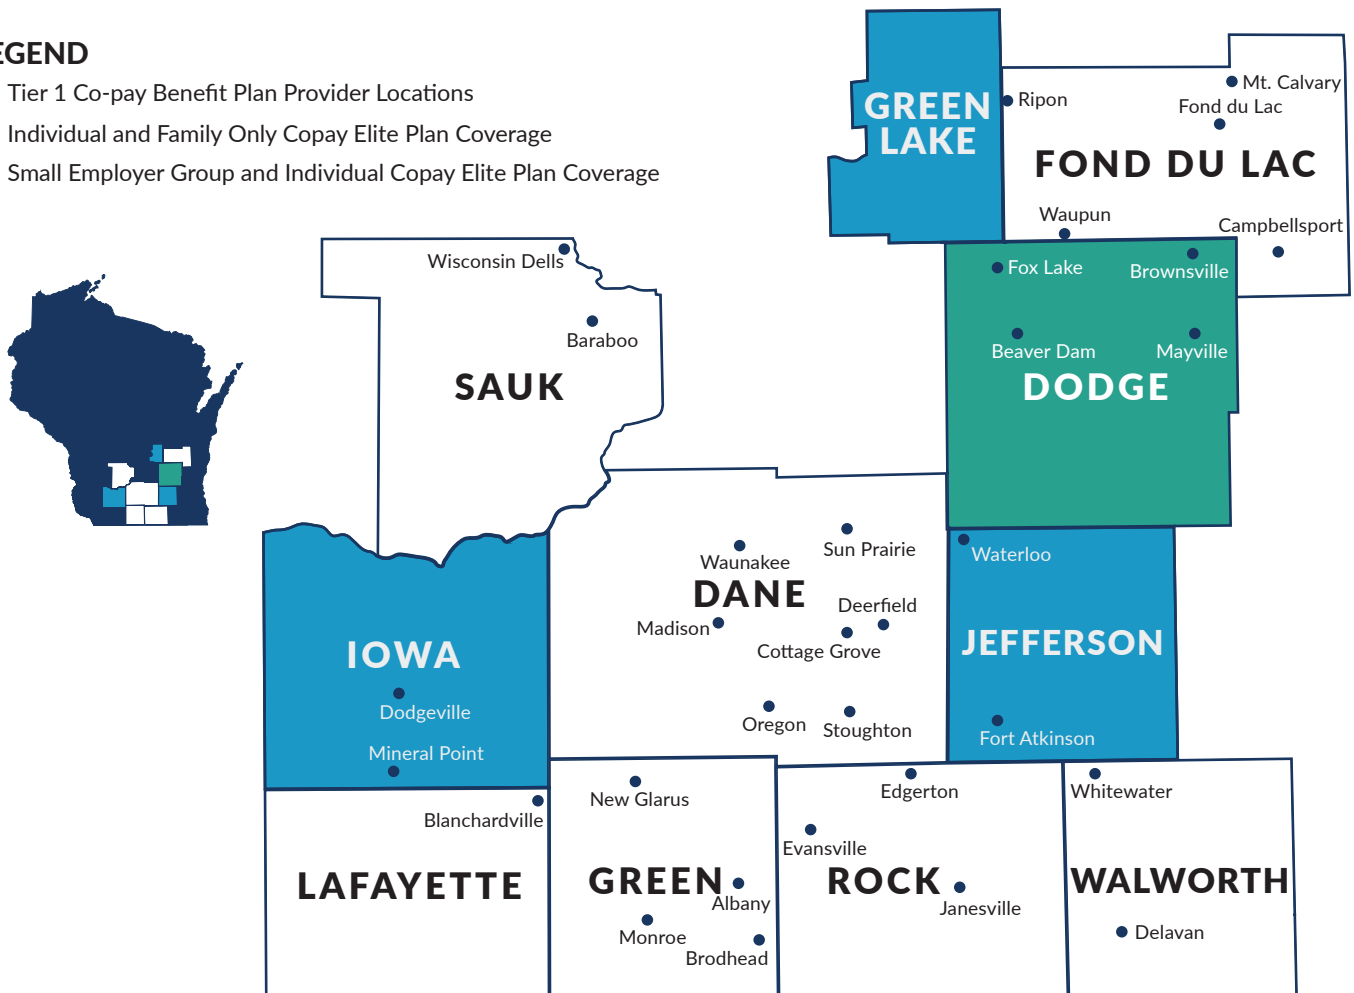 EGEND
Tier 1 Co-pay Benefit Plan Provider Locations
Individual and Family Only Copay Elite Plan Coverage
Small Employer Group and Individual Copay Elite Plan Coverage
GREEN
LAKE
Ripon
Mt. Calvary
Fond du Lac
FOND DU LAC
Waupun
Campbellsport
Wisconsin Dells
Baraboo
SAUK
Fox Lake
Brownsville
Beaver Dam
Mayville
DODGE
Waunakee
Sun Prairie
DANE
Deerfield
Madison
Cottage Grove
Oregon
Stoughton
Waterloo
JEFFERSON
Fort Atkinson
IOWA
Dodgeville
Mineral Point
Blanchardville
LAFAYETTE
New Glarus
GREEN
Albany
Monroe
Brodhead
Edgerton
Evansville
ROCK
Janesville
Whitewater
WALWORTH
Delavan